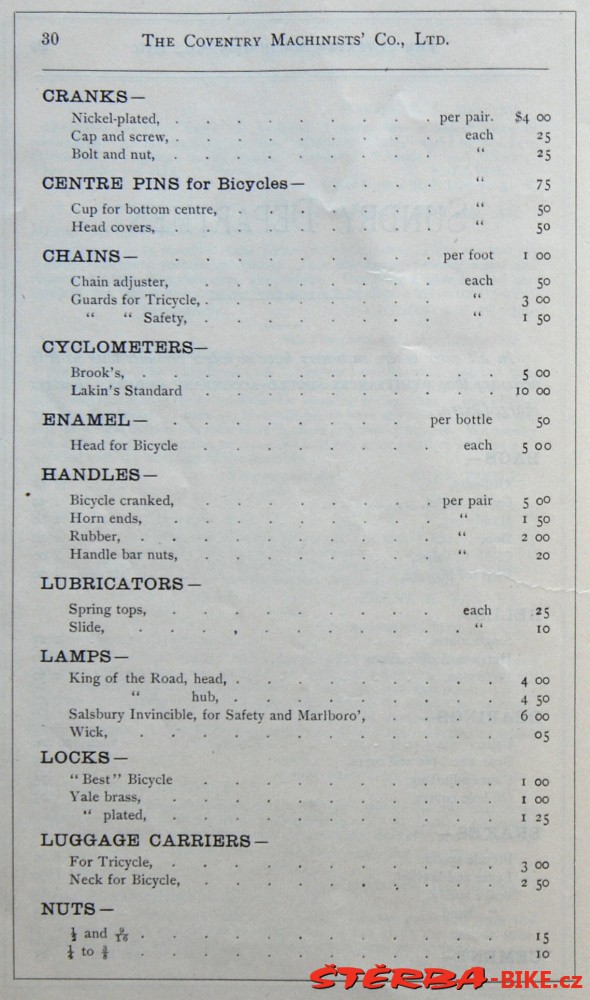 30 The Coventry Machinists' Co., Ltd.
CRANKS—
Nickel-plated, . . . . . . . . per pair. $4 00
Cap and screw, . . . . . . . . each 25
Bolt and nut, . . . . . . . . “ 25
CENTRE PINS for Bicycles— . . . . “ 75
Cup for bottom centre, . . . . . . “ 50
Head covers, . . . . . . . . “ 50
CHAINS— . . . . . . . per foot 1 00
Chain adjuster, . . . . . . . each 50
Guards for Tricycle, . . . . . . . “ 3 00
“ “ Safety, . . . . . . . “ 1 50
CYCLOMETERS—
Brook's, . . . . . . . . . . 5 00
Lakin's Standard . . . . . . . . 10 00
ENAMEL— . . . . . . . per bottle 50
Head for Bicycle . . . . . . . each 5 00
HANDLES—
Bicycle cranked, . . . . . . . per pair 5 00
Horn ends, . . . . . . . . “ 1 50
Rubber, . . . . . . . . . “ 2 00
Handle bar nuts, . . . . . . . . “ 20
LUBRICATORS—
Spring tops, . . . . . . . . each 25
Slide, . . . . . . . . . “ 10
LAMPS—
King of the Road, head, . . . . . . . . 4 00
“ hub, . . . . . . . . 4 50
Salsbury Invincible, for Safety and Marlboro', . . . 6 00
Wick, . . . . . . . . . . . 05
LOCKS—
“Best” Bicycle . . . . . . . . 1 00
Yale brass, . . . . . . . . . 1 00
“ plated, . . . . . . . . . 1 25
LUGGAGE CARRIERS—
For Tricycle, . . . . . . . . . 3 00
Neck for Bicycle, . . . . . . . . 2 50
NUTS—
½ and 9/16 . . . . . . . . . . 15
¼ to ⅜ . . . . . . . . . . 10
ŠTĚRBA-BIKE.cz